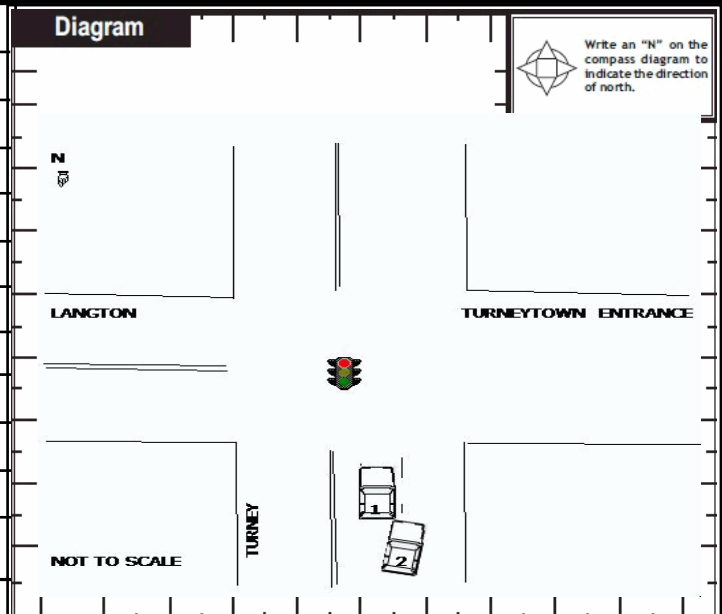 Diagram
Write an "N" on the
compass diagram to
indicate the direction
of north.
N
LANGTON
TURNEYTOWN ENTRANCE
1
TURNEY
2
NOT TO SCALE